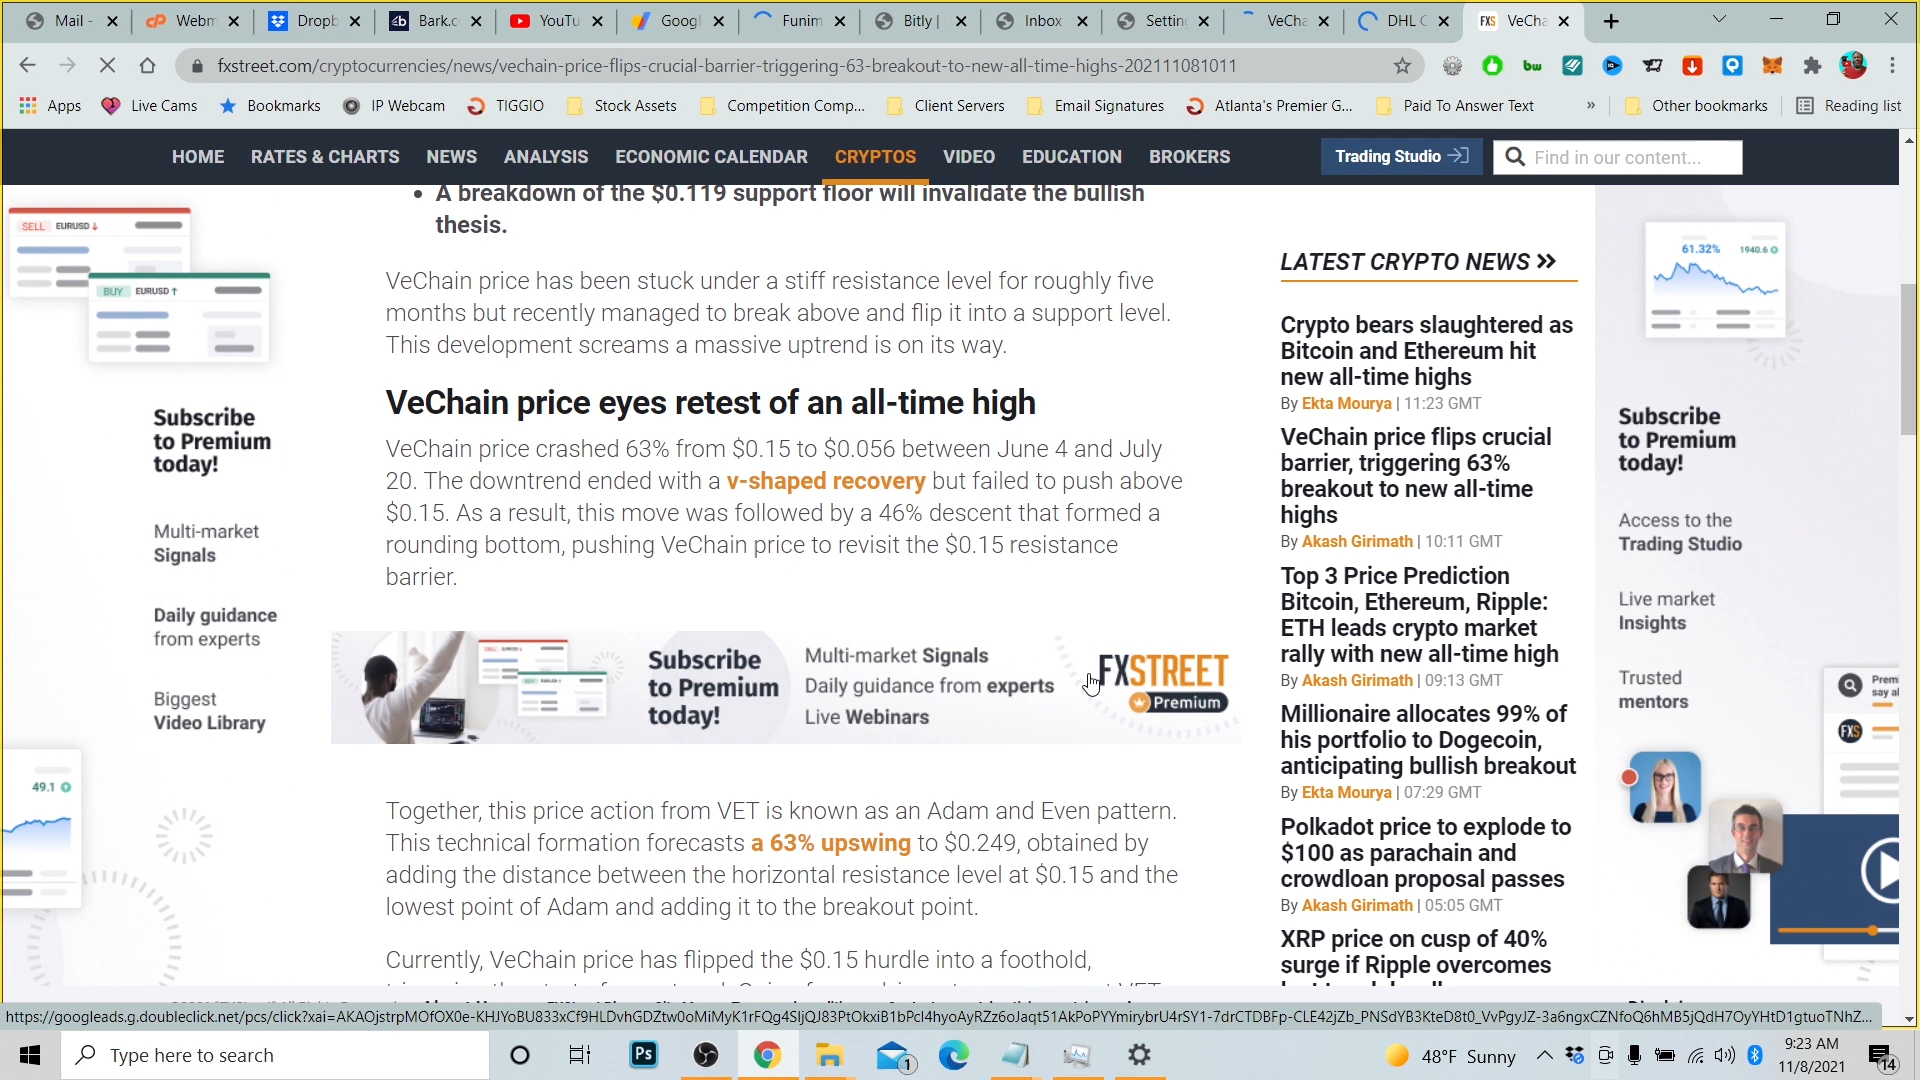 Mail -
Webm
Dropb
Bark.c
YouTu
Googl
Funim
Bitly |
Inbox
Settin
VeCha
DHL C
VeCha
fxstreet.com/cryptocurrencies/news/vechain-price-flips-crucial-barrier-triggering-63-breakout-to-new-all-time-highs-202111081011
Apps
Live Cams
Bookmarks
IP Webcam
TIGGIO
Stock Assets
Competition Comp...
Client Servers
Email Signatures
Atlanta's Premier G...
Paid To Answer Text
»
Other bookmarks
Reading list
HOME
RATES & CHARTS
NEWS
ANALYSIS
ECONOMIC CALENDAR
CRYPTOS
VIDEO
EDUCATION
BROKERS
Trading Studio
Find in our content...
• A breakdown of the $0.119 support floor will invalidate the bullish
thesis.
VeChain price has been stuck under a stiff resistance level for roughly five
months but recently managed to break above and flip it into a support level.
This development screams a massive uptrend is on its way.
VeChain price eyes retest of an all-time high
VeChain price crashed 63% from $0.15 to $0.056 between June 4 and July
20. The downtrend ended with a v-shaped recovery but failed to push above
$0.15. As a result, this move was followed by a 46% descent that formed a
rounding bottom, pushing VeChain price to revisit the $0.15 resistance
barrier.
Subscribe
to Premium
today!
Multi-market Signals
Daily guidance from experts
Live Webinars
FXSTREET
Premium
Together, this price action from VET is known as an Adam and Even pattern.
This technical formation forecasts a 63% upswing to $0.249, obtained by
adding the distance between the horizontal resistance level at $0.15 and the
lowest point of Adam and adding it to the breakout point.
Currently, VeChain price has flipped the $0.15 hurdle into a foothold,
LATEST CRYPTO NEWS »
Crypto bears slaughtered as
Bitcoin and Ethereum hit
new all-time highs
By Ekta Mourya | 11:23 GMT
VeChain price flips crucial
barrier, triggering 63%
breakout to new all-time
highs
By Akash Girimath | 10:11 GMT
Top 3 Price Prediction
Bitcoin, Ethereum, Ripple:
ETH leads crypto market
rally with new all-time high
By Akash Girimath | 09:13 GMT
Millionaire allocates 99% of
his portfolio to Dogecoin,
anticipating bullish breakout
By Ekta Mourya | 07:29 GMT
Polkadot price to explode to
$100 as parachain and
crowdloan proposal passes
By Akash Girimath | 05:05 GMT
XRP price on cusp of 40%
surge if Ripple overcomes
SELL EURUSD
BUY EURUSD
Subscribe
to Premium
today!
Multi-market
Signals
Daily guidance
from experts
Biggest
Video Library
49.1
61.32%
1940.6
Subscribe
to Premium
today!
Access to the
Trading Studio
Live market
Insights
Trusted
mentors
Premi
say al
FXS
Type here to search
Ps
1
48°F Sunny
9:23 AM
11/8/2021
14